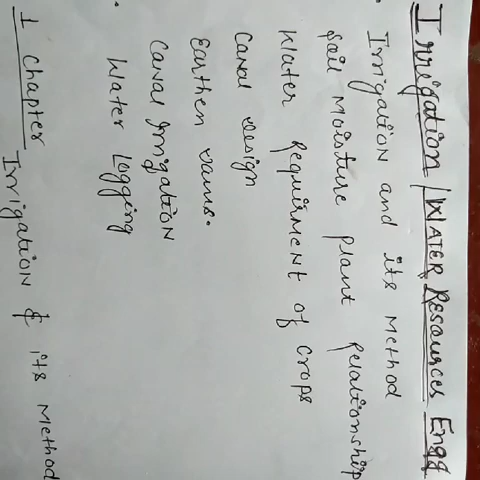 Irrigation / WATER Resources Engg
• Irrigation and its method
Soil Moisture Plant Relationship
Water Requirment of Crops
Canal design
Earthen dams.
Canal Irrigation
• Water Logging
1 chapter Irrigation & its Method